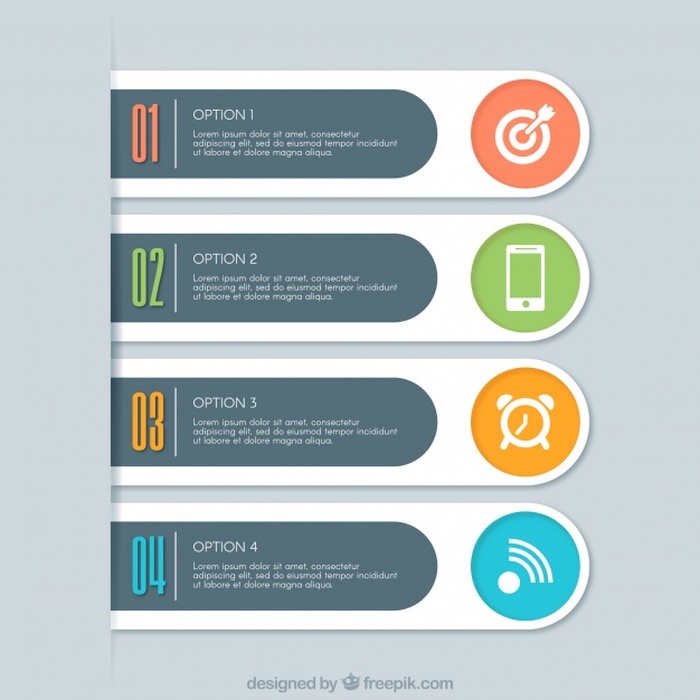 01
OPTION 1
Lorem ipsum dolor sit amet, consectetur
adipiscing elit, sed do eiusmod tempor incididunt
ut labore et dolore magna aliqua.
02
OPTION 2
Lorem ipsum dolor sit amet, consectetur
adipiscing elit, sed do eiusmod tempor incididunt
ut labore et dolore magna aliqua.
03
OPTION 3
Lorem ipsum dolor sit amet, consectetur
adipiscing elit, sed do eiusmod tempor incididunt
ut labore et dolore magna aliqua.
04
OPTION 4
Lorem ipsum dolor sit amet, consectetur
adipiscing elit, sed do eiusmod tempor incididunt
ut labore et dolore magna aliqua.
designed by freepik.com